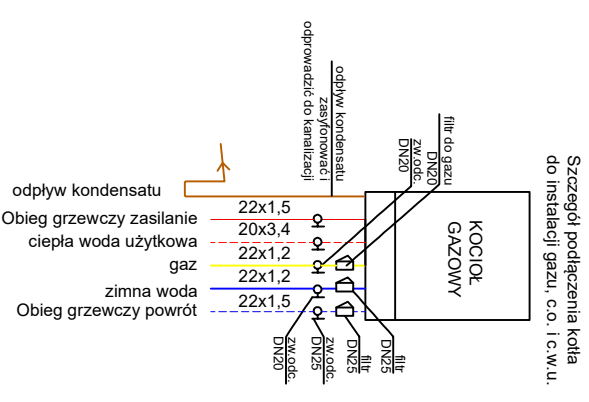 Szczegół podłączenia kotła
do instalacji gazu, c.o. i c.w.u.
odpływ kondensatu
zasyfonować i
odprowadzić do kanalizacji
filtr do gazu
DN20
zw.odc.
DN20
KOCIOŁ
GAZOWY
odpływ kondensatu
Obieg grzewczy zasilanie
22x1,5
ciepła woda użytkowa
20x3,4
gaz
22x1,2
zimna woda
22x1,2
Obieg grzewczy powrót
22x1,5
zw.odc.
DN20
zw.odc.
DN25
filtr
DN25
filtr
DN25